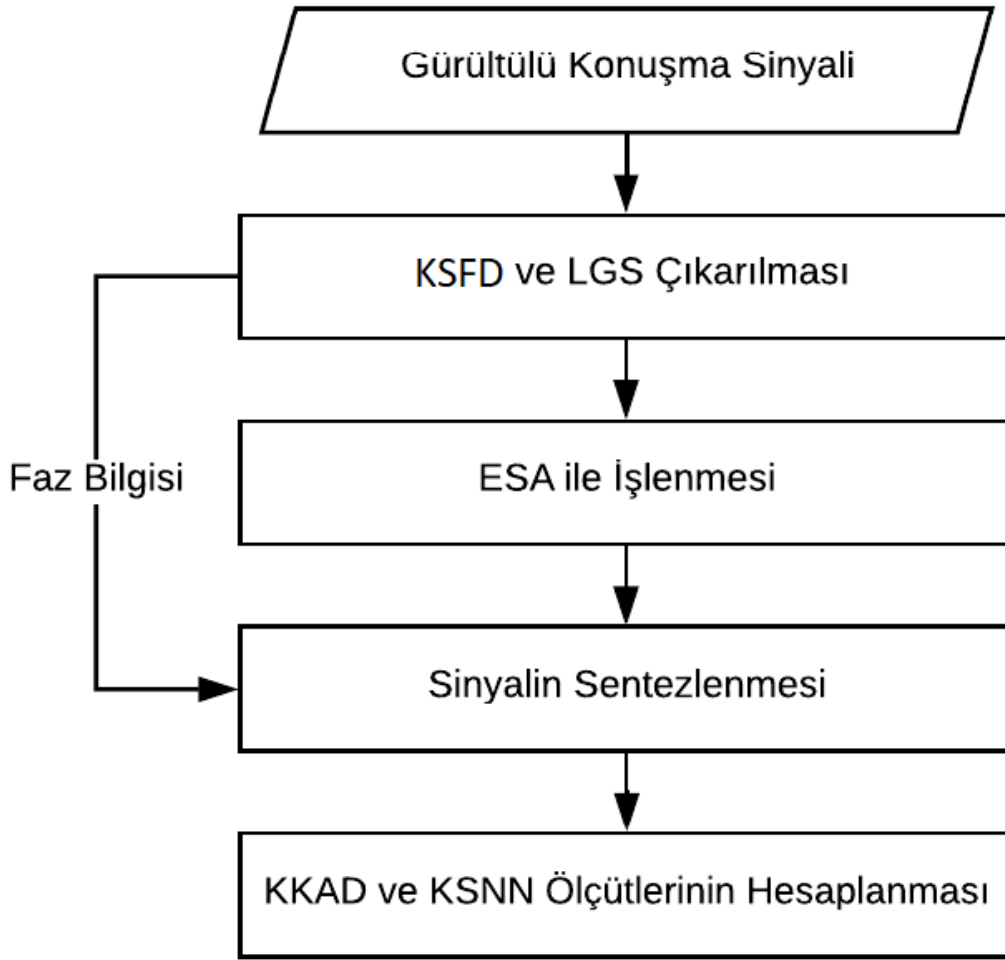 Gürültülü Konuşma Sinyali
KSFD ve LGS Çıkarılması
ESA ile İşlenmesi
Faz Bilgisi
Sinyalin Sentezlenmesi
KKAD ve KSNN Ölçütlerinin Hesaplanması